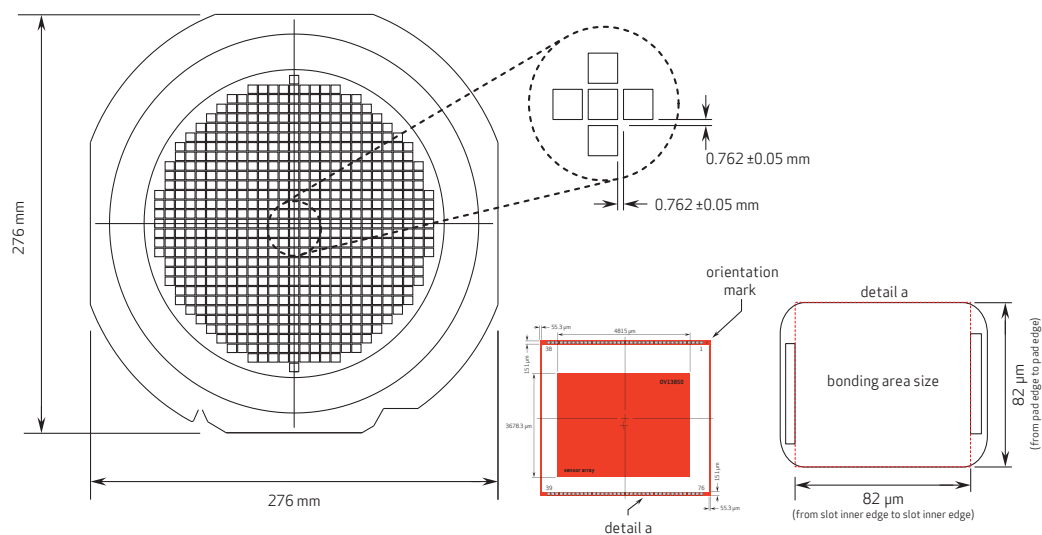 276 mm
276 mm
0.762 ±0.05 mm
0.762 ±0.05 mm
orientation
mark
55.3 µm
4815 µm
38
1
151 µm
OV13850
3678.3 µm
sensor array
39
76
151 µm
55.3 µm
detail a
detail a
bonding area size
82 µm
(from pad edge to pad edge)
82 µm
(from slot inner edge to slot inner edge)